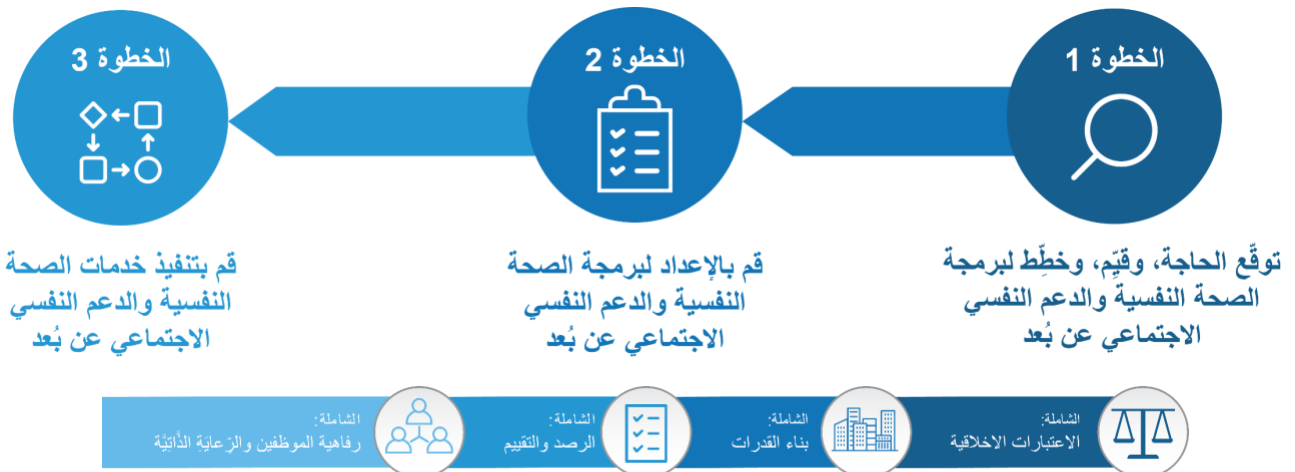 الخطوة 1
توقّع الحاجة، وقيّم، وخطِّط لبرمجة
الصحة النفسية والدعم النفسي
الاجتماعي عن بُعد
الخطوة 2
قم بالإعداد لبرمجة الصحة
النفسية والدعم النفسي
الاجتماعي عن بُعد
الخطوة 3
قم بتنفيذ خدمات الصحة
النفسية والدعم النفسي
الاجتماعي عن بُعد
الشاملة:
الاعتبارات الاخلاقية
الشاملة:
بناء القدرات
الشاملة:
الرصد والتقييم
الشاملة:
رفاهية الموظفين والرّعايَة الذَّاتِيَّة